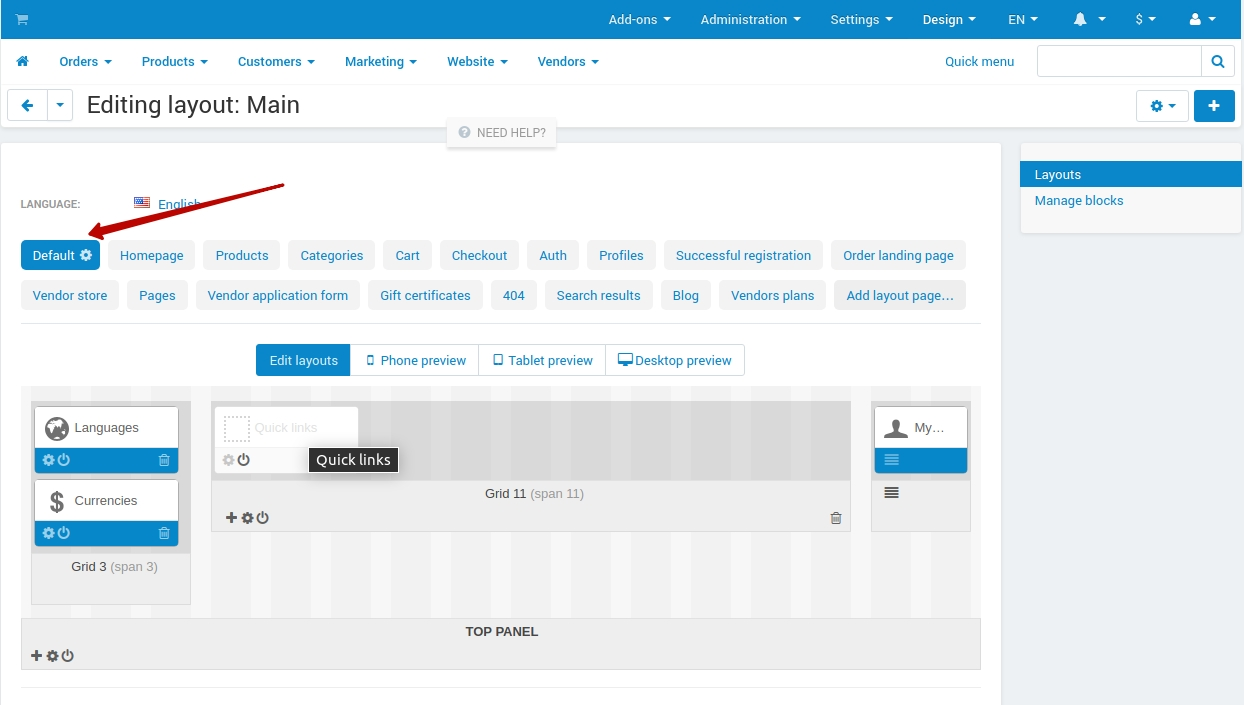 Add-ons Administration Settings Design EN $
Orders Products Customers Marketing Website Vendors Quick menu
Editing layout: Main
NEED HELP?
LANGUAGE: English
Layouts
Manage blocks
Default Homepage Products Categories Cart Checkout Auth Profiles Successful registration Order landing page
Vendor store Pages Vendor application form Gift certificates 404 Search results Blog Vendors plans Add layout page...
Edit layouts Phone preview Tablet preview Desktop preview
Languages Quick links My...
Quick links
$ Currencies
Grid 11 (span 11)
Grid 3 (span 3)
TOP PANEL